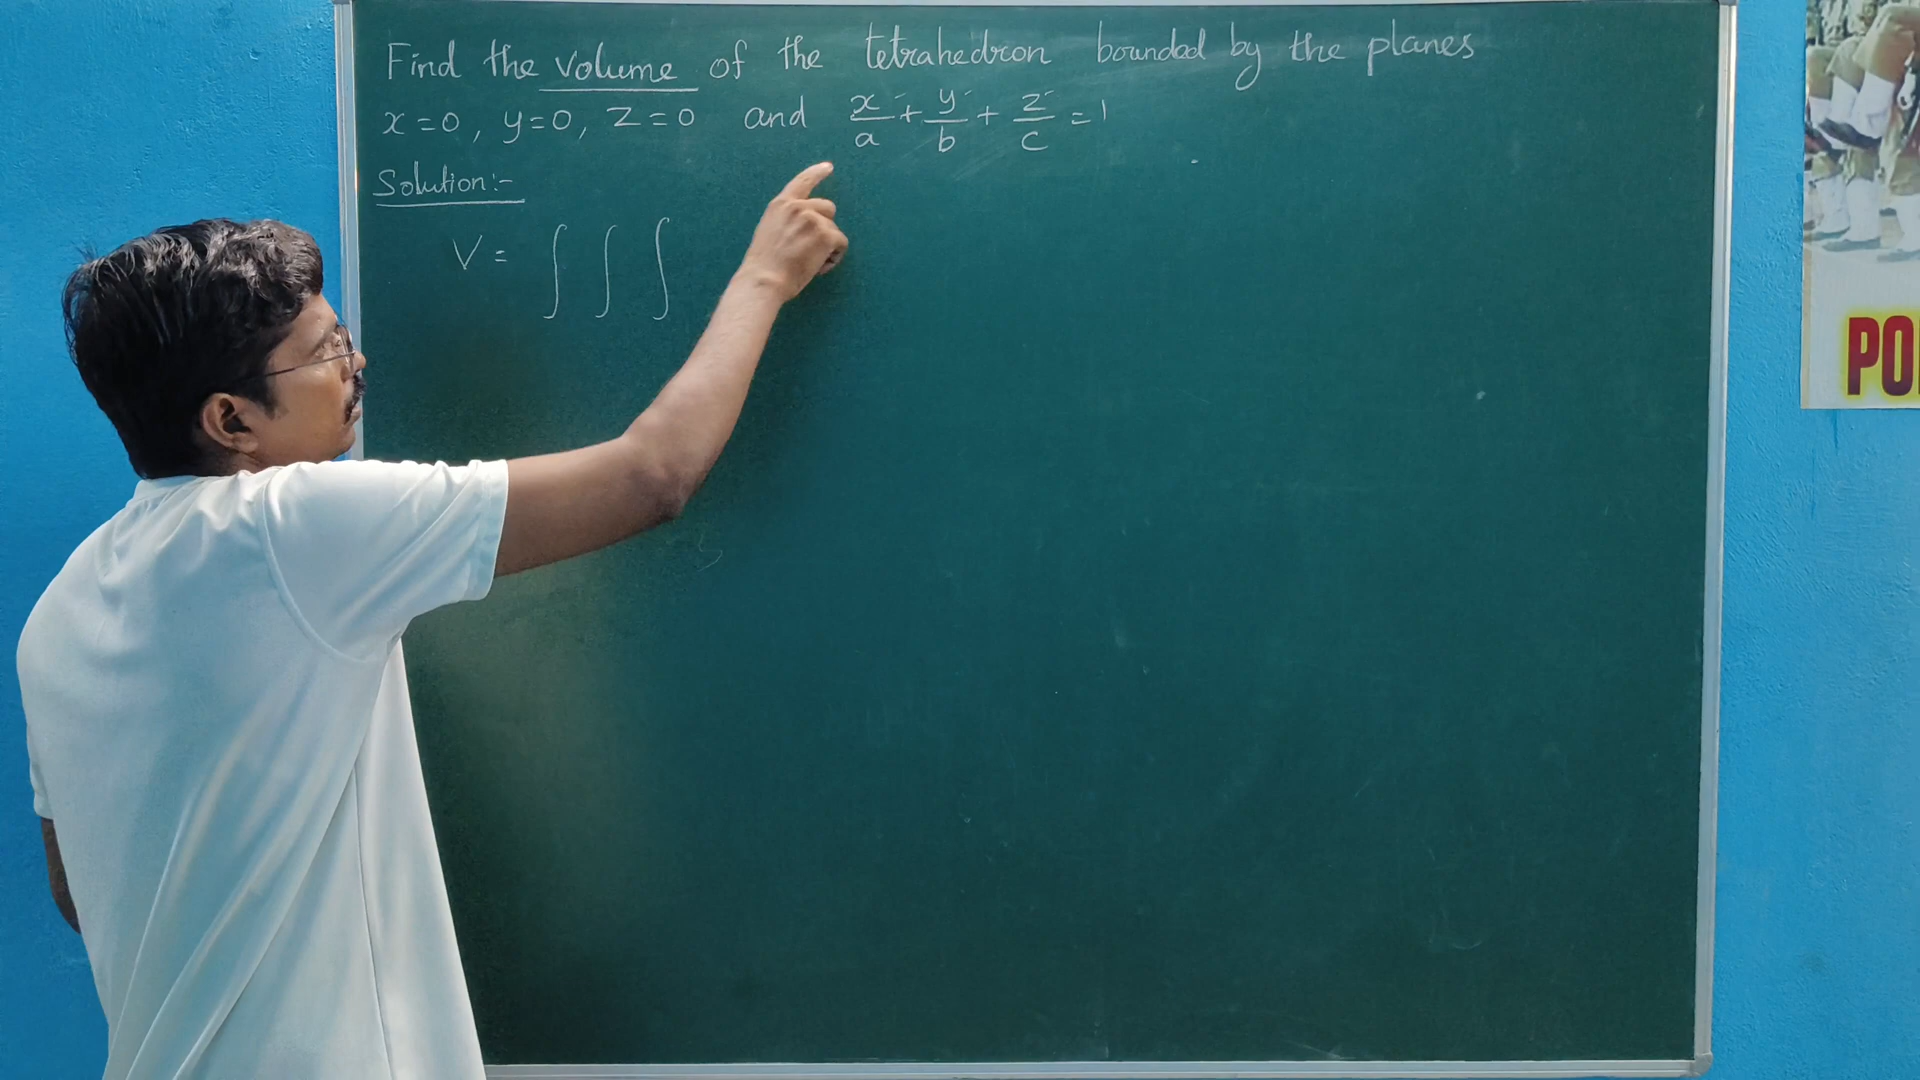 Find the volume of the tetrahedron bounded by the planes
x=0, y=0, z=0 and x/a + y/b + z/c = 1
Solution:-
V = ∫ ∫ ∫
PO